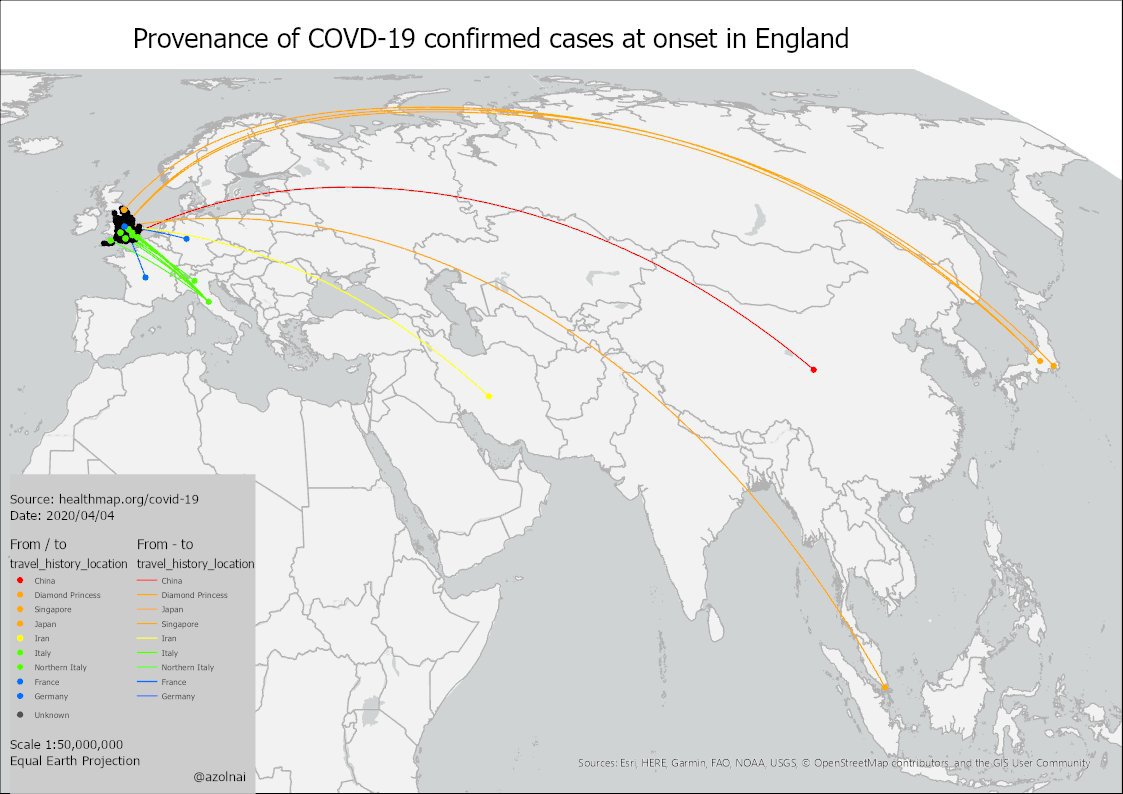 Provenance of COVD-19 confirmed cases at onset in England
Source: healthmap.org/covid-19
Date: 2020/04/04
From / to
travel_history_location
China
Diamond Princess
Singapore
Japan
Iran
Italy
Northern Italy
France
Germany
Unknown
From - to
travel_history_location
China
Diamond Princess
Japan
Singapore
Iran
Italy
Northern Italy
France
Germany
Scale 1:50,000,000
Equal Earth Projection
@azolnai
Sources: Esri, HERE, Garmin, FAO, NOAA, USGS, © OpenStreetMap contributors, and the GIS User Community